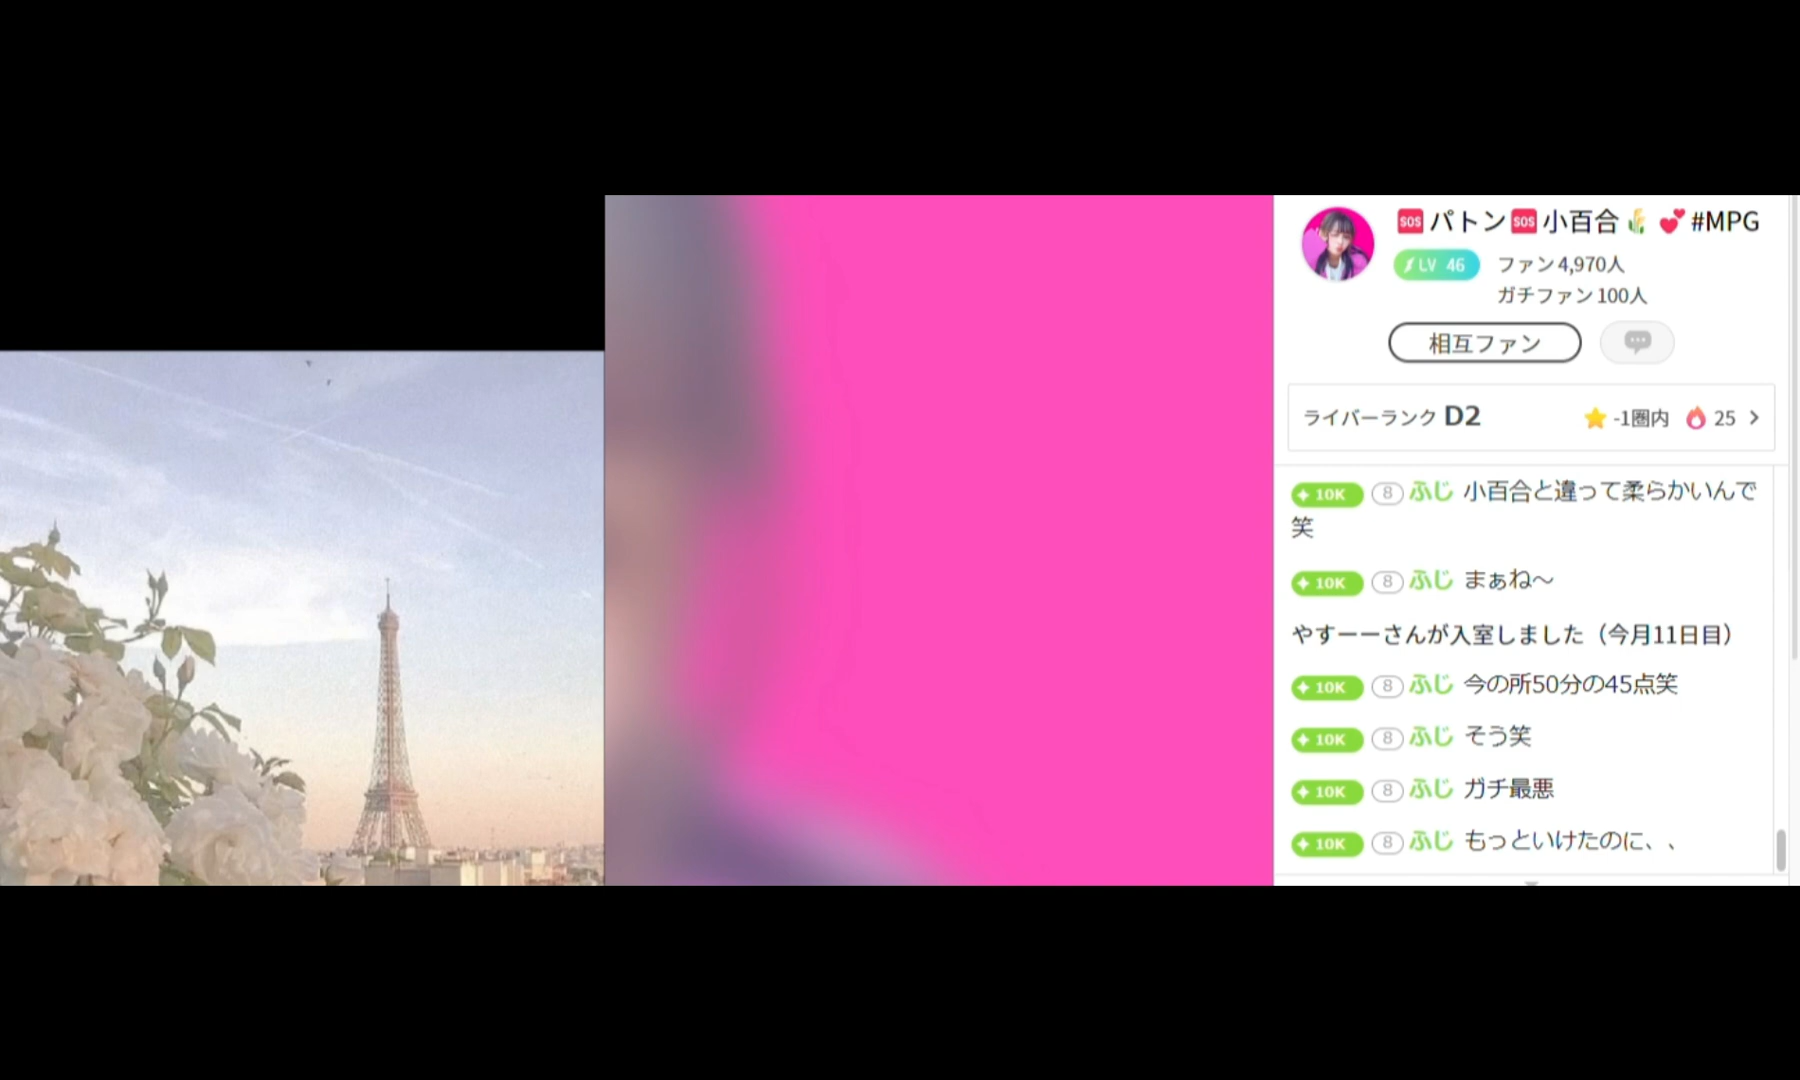 🆘パトン🆘小百合🌾💕#MPG
LV 46 ファン4,970人
ガチファン100人
相互ファン
ライバーランク D2 ⭐-1圏内 🔥25 >
10K 8 ふじ 小百合と違って柔らかいんで
笑
10K 8 ふじ まぁね〜
やすーーさんが入室しました（今月11日目）
10K 8 ふじ 今の所50分の45点笑
10K 8 ふじ そう笑
10K 8 ふじ ガチ最悪
10K 8 ふじ もっといけたのに、、